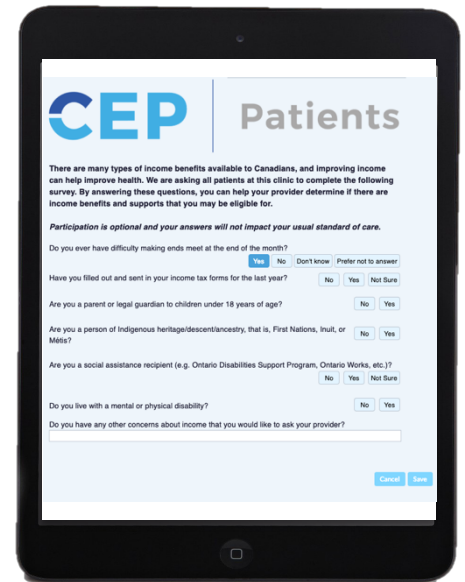 CEP Patients
There are many types of income benefits available to Canadians, and improving income
can help improve health. We are asking all patients at this clinic to complete the following
survey. By answering these questions, you can help your provider determine if there are
income benefits and supports that you may be eligible for.
Participation is optional and your answers will not impact your usual standard of care.
Do you ever have difficulty making ends meet at the end of the month?
Yes No Don't know Prefer not to answer
Have you filled out and sent in your income tax forms for the last year? No Yes Not Sure
Are you a parent or legal guardian to children under 18 years of age? No Yes
Are you a person of Indigenous heritage/descent/ancestry, that is, First Nations, Inuit, or No Yes
Métis?
Are you a social assistance recipient (e.g. Ontario Disabilities Support Program, Ontario Works, etc.)?
No Yes Not Sure
Do you live with a mental or physical disability? No Yes
Do you have any other concerns about income that you would like to ask your provider?
Cancel Save